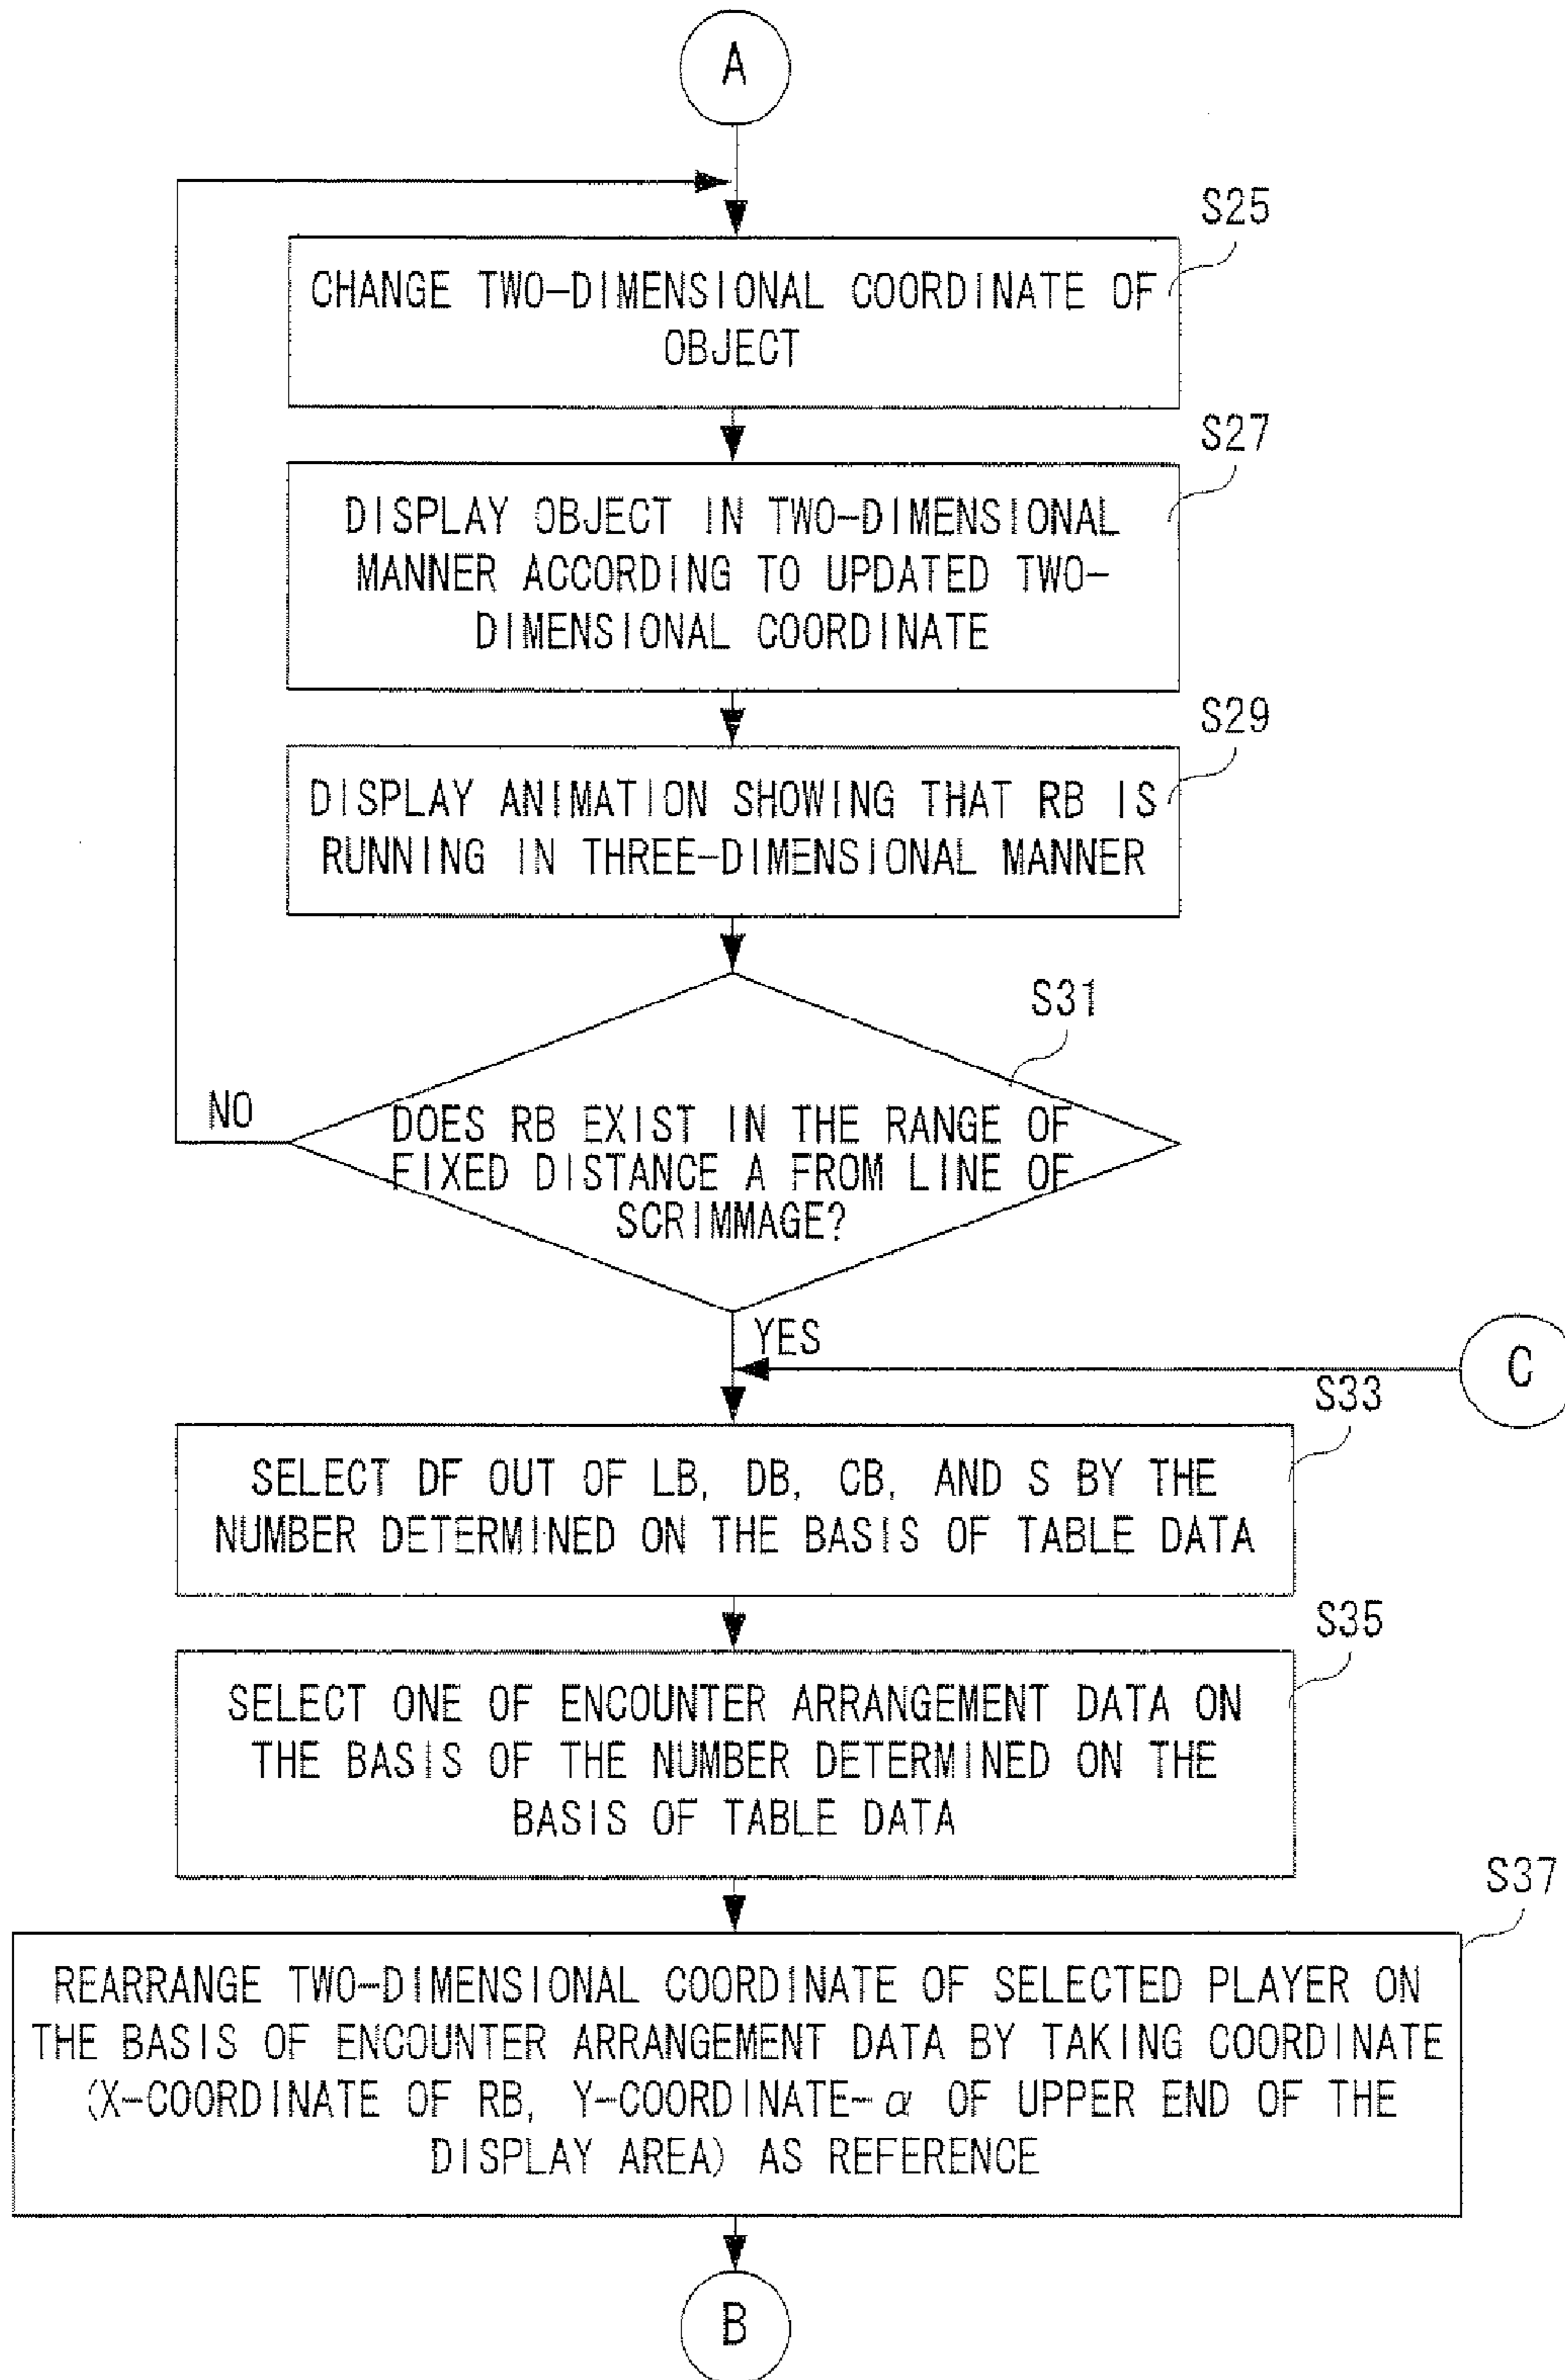 A
S25
CHANGE TWO-DIMENSIONAL COORDINATE OF
OBJECT
S27
DISPLAY OBJECT IN TWO-DIMENSIONAL
MANNER ACCORDING TO UPDATED TWO-
DIMENSIONAL COORDINATE
S29
DISPLAY ANIMATION SHOWING THAT RB IS
RUNNING IN THREE-DIMENSIONAL MANNER
S31
NO
DOES RB EXIST IN THE RANGE OF
FIXED DISTANCE A FROM LINE OF
SCRIMMAGE?
YES
C
S33
SELECT DF OUT OF LB, DB, CB, AND S BY THE
NUMBER DETERMINED ON THE BASIS OF TABLE DATA
S35
SELECT ONE OF ENCOUNTER ARRANGEMENT DATA ON
THE BASIS OF THE NUMBER DETERMINED ON THE
BASIS OF TABLE DATA
S37
REARRANGE TWO-DIMENSIONAL COORDINATE OF SELECTED PLAYER ON
THE BASIS OF ENCOUNTER ARRANGEMENT DATA BY TAKING COORDINATE
(X-COORDINATE OF RB, Y-COORDINATE-α OF UPPER END OF THE
DISPLAY AREA) AS REFERENCE
B